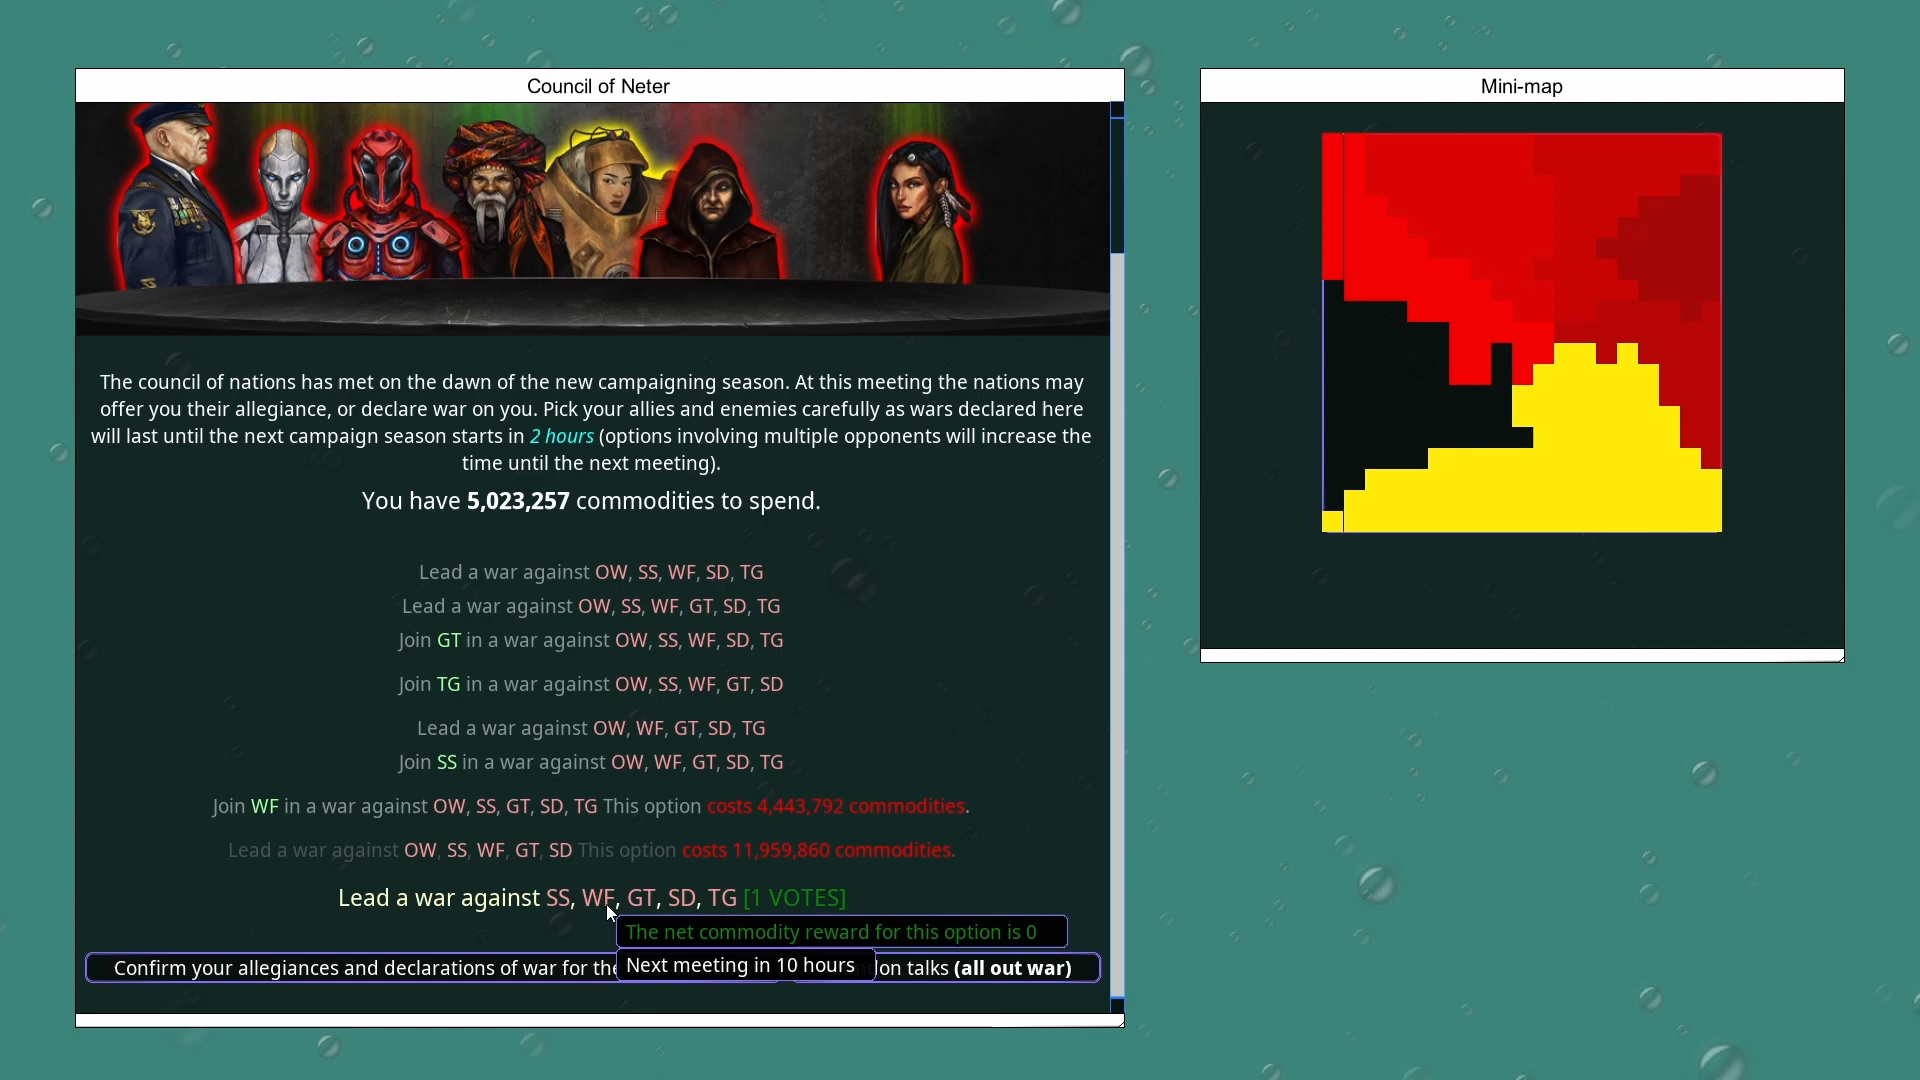 Council of Neter
Mini-map
The council of nations has met on the dawn of the new campaigning season. At this meeting the nations may
offer you their allegiance, or declare war on you. Pick your allies and enemies carefully as wars declared here
will last until the next campaign season starts in 2 hours (options involving multiple opponents will increase the
time until the next meeting).
You have 5,023,257 commodities to spend.
Lead a war against OW, SS, WF, SD, TG
Lead a war against OW, SS, WF, GT, SD, TG
Join GT in a war against OW, SS, WF, SD, TG
Join TG in a war against OW, SS, WF, GT, SD
Lead a war against OW, WF, GT, SD, TG
Join SS in a war against OW, WF, GT, SD, TG
Join WF in a war against OW, SS, GT, SD, TG This option costs 4,443,792 commodities.
Lead a war against OW, SS, WF, GT, SD This option costs 11,959,860 commodities.
Lead a war against SS, WF, GT, SD, TG [1 VOTES]
The net commodity reward for this option is 0
Next meeting in 10 hours
Confirm your allegiances and declarations of war for the
talks (all out war)